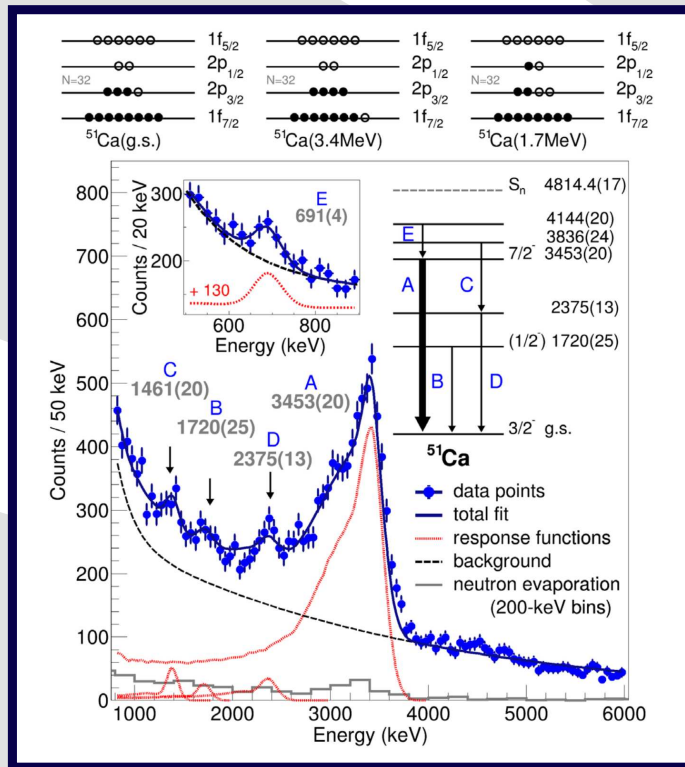 1f5/2 1f5/2 1f5/2
2p1/2 2p1/2 2p1/2
N=32 N=32 N=32
2p3/2 2p3/2 2p3/2
1f7/2 1f7/2 1f7/2
51Ca(g.s.) 51Ca(3.4MeV) 51Ca(1.7MeV)
Counts / 50 keV
800
700
600
500
400
300
200
100
0
1000 2000 3000 4000 5000 6000
Energy (keV)
Counts / 20 keV
300
200
E
691(4)
+ 130
600 800
Energy (keV)
C
1461(20)
B
1720(25)
D
2375(13)
A
3453(20)
Sn 4814.4(17)
4144(20)
E
3836(24)
7/2- 3453(20)
A C
2375(13)
(1/2-) 1720(25)
B D
3/2- g.s.
51Ca
data points
total fit
response functions
background
neutron evaporation
(200-keV bins)